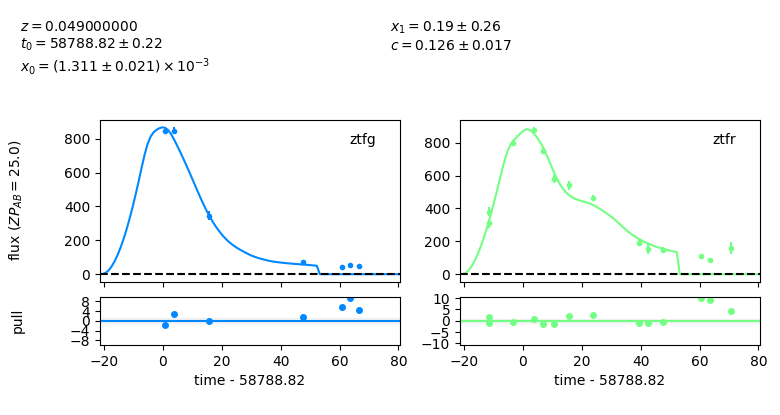 z = 0.049000000
t₀ = 58788.82 ± 0.22
x₀ = (1.311 ± 0.021) × 10⁻³
x₁ = 0.19 ± 0.26
c = 0.126 ± 0.017
flux (ZP_AB = 25.0)
800
600
400
200
0
ztfg
800
600
400
200
0
ztfr
pull
8
4
0
−4
−8
10
5
0
−5
−10
−20 0 20 40 60 80
−20 0 20 40 60 80
time - 58788.82
time - 58788.82